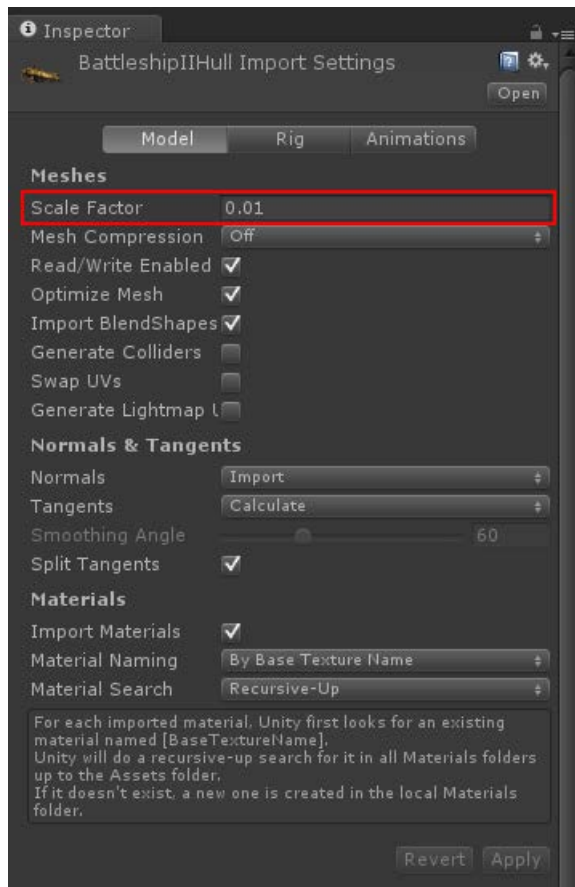 Inspector
BattleshipIIHull Import Settings
Open
Model Rig Animations
Meshes
Scale Factor 0.01
Mesh Compression Off
Read/Write Enabled
Optimize Mesh
Import BlendShapes
Generate Colliders
Swap UVs
Generate Lightmap U
Normals & Tangents
Normals Import
Tangents Calculate
Smoothing Angle 60
Split Tangents
Materials
Import Materials
Material Naming By Base Texture Name
Material Search Recursive-Up
For each imported material, Unity first looks for an existing
material named [BaseTextureName].
Unity will do a recursive-up search for it in all Materials folders
up to the Assets folder.
If it doesn't exist, a new one is created in the local Materials
folder.
Revert Apply